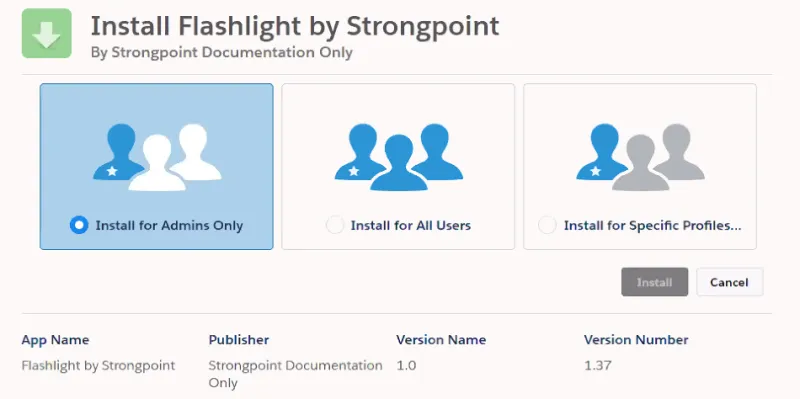 Install Flashlight by Strongpoint
By Strongpoint Documentation Only
Install for Admins Only
Install for All Users
Install for Specific Profiles...
Install
Cancel
App Name
Publisher
Version Name
Version Number
Flashlight by Strongpoint
Strongpoint Documentation
Only
1.0
1.37